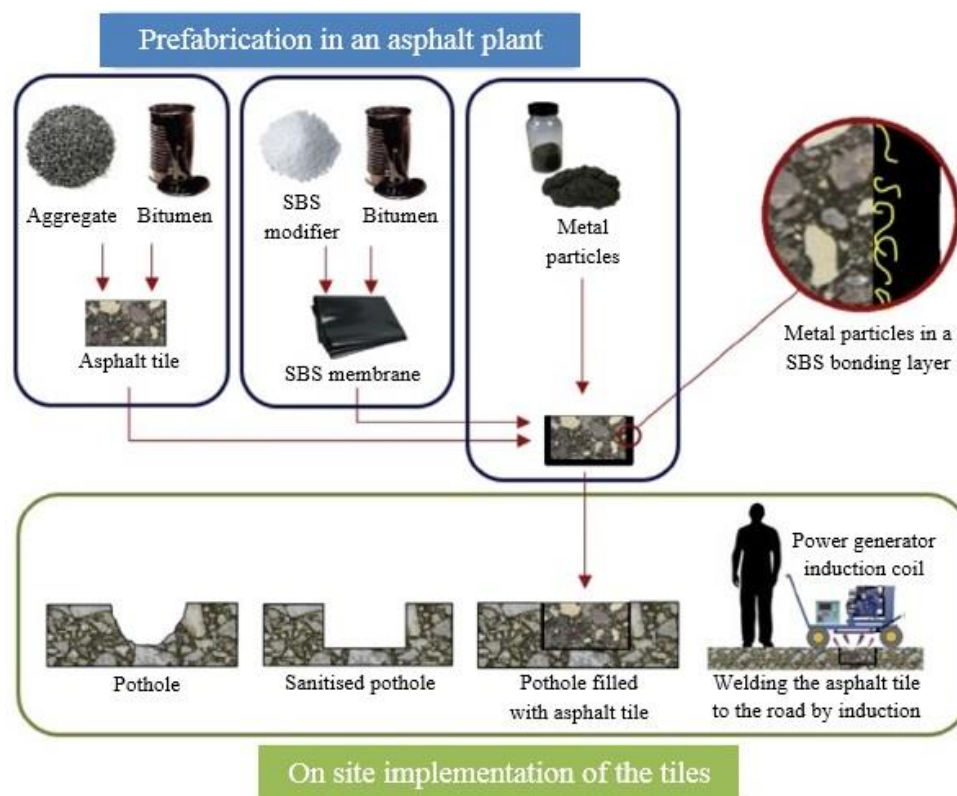 Prefabrication in an asphalt plant
Aggregate
Bitumen
Asphalt tile
SBS
modifier
Bitumen
SBS membrane
Metal
particles
Metal particles in a
SBS bonding layer
Pothole
Sanitised pothole
Pothole filled
with asphalt tile
Power generator
induction coil
Welding the asphalt tile
to the road by induction
On site implementation of the tiles